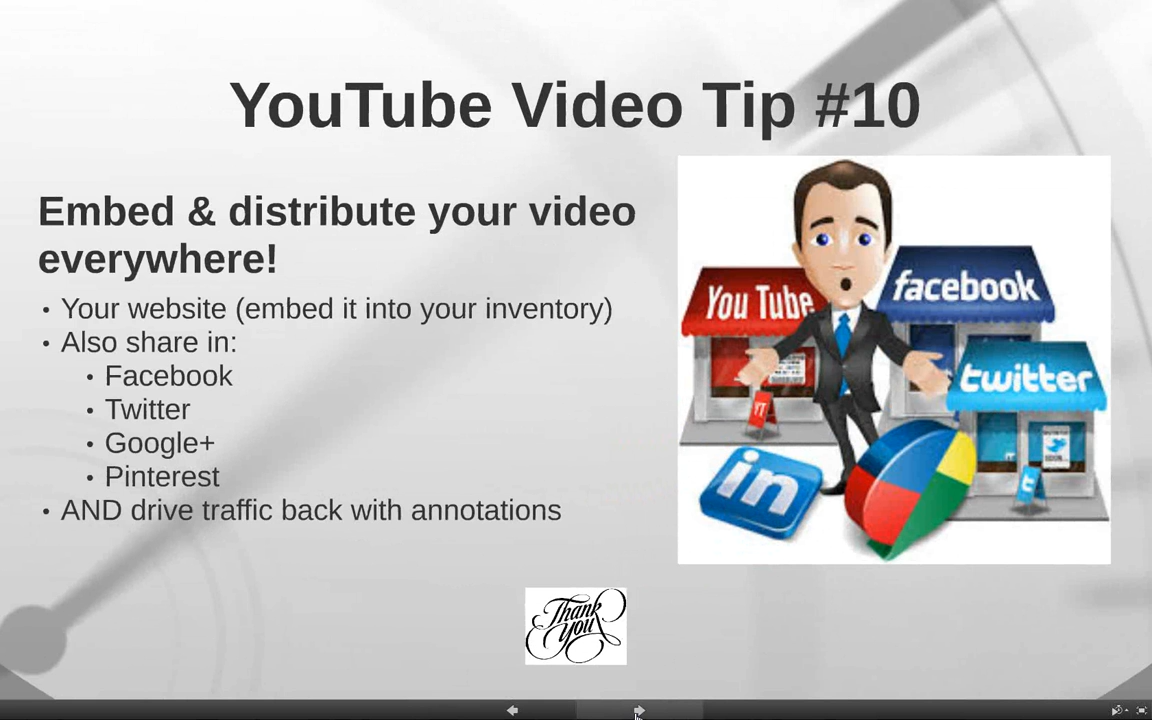 YouTube Video Tip #10
Embed & distribute your video
everywhere!
• Your website (embed it into your inventory)
• Also share in:
• Facebook
• Twitter
• Google+
• Pinterest
• AND drive traffic back with annotations
You Tube
facebook
twitter
in
t
Thank
You